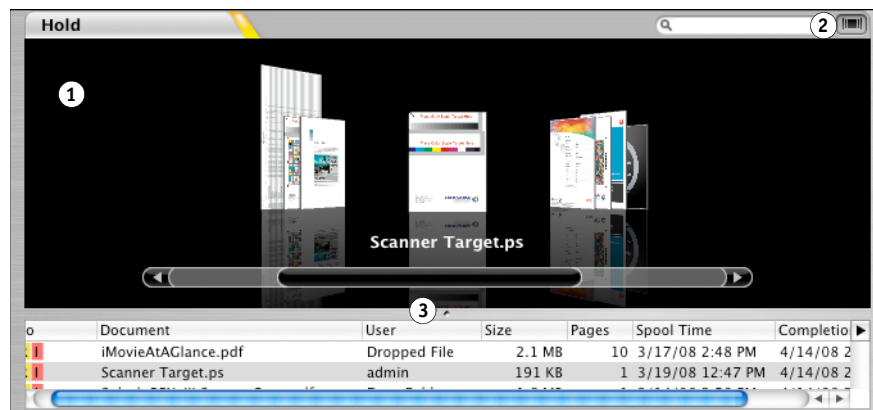 Hold
2
1
Scanner Target.ps
3
o Document User Size Pages Spool Time Completio
iMovieAtAGlance.pdf Dropped File 2.1 MB 10 3/17/08 2:48 PM 4/14/08 2
Scanner Target.ps admin 191 KB 1 3/19/08 12:47 PM 4/14/08 2